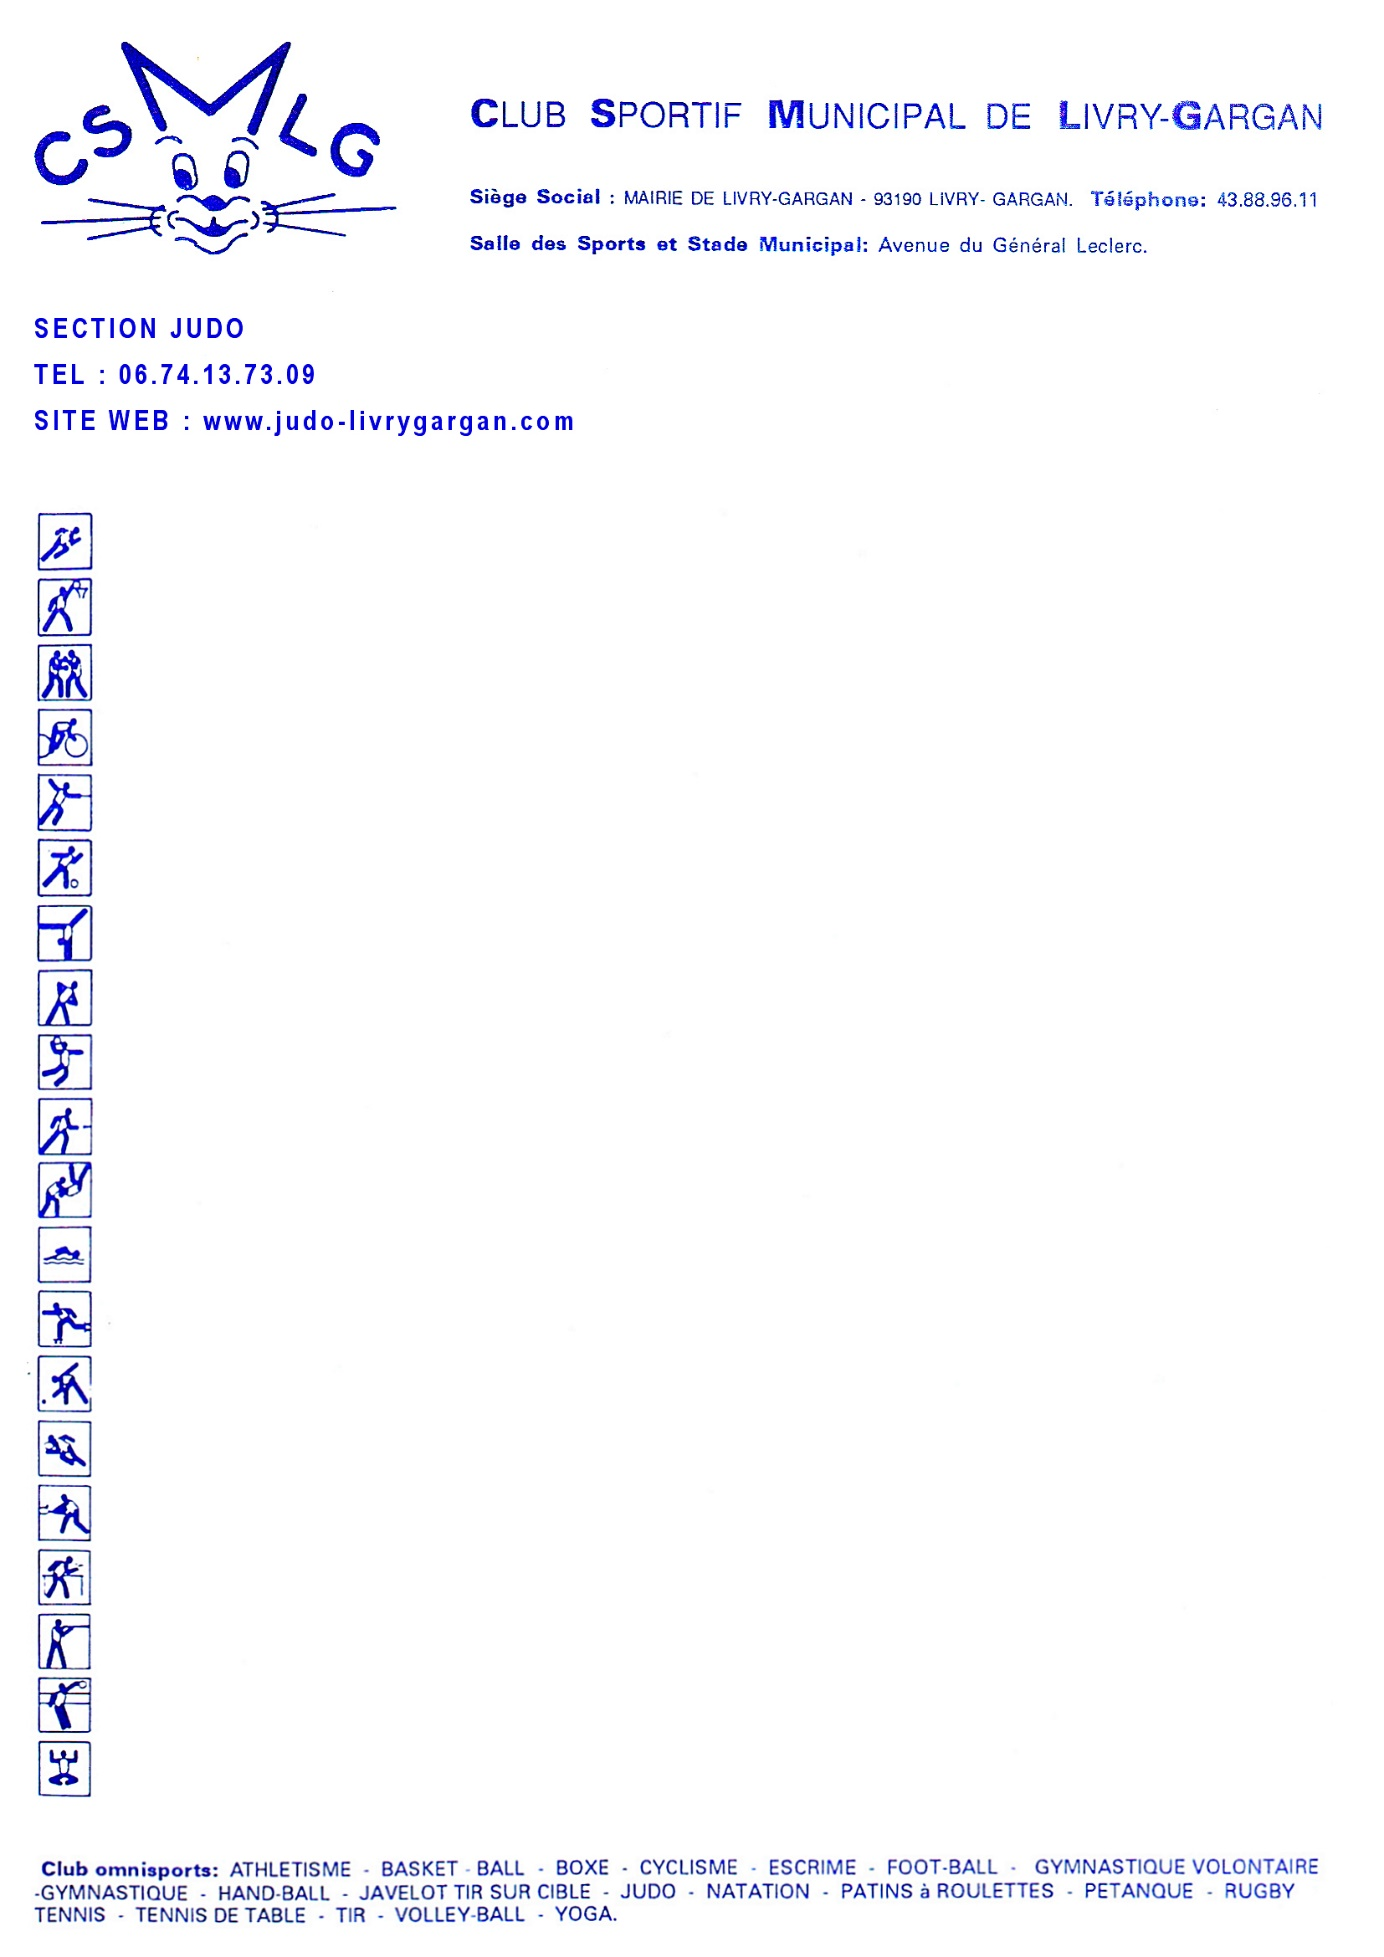 CSMLG
CLUB SPORTIF MUNICIPAL DE LIVRY-GARGAN
Siège Social : MAIRIE DE LIVRY-GARGAN - 93190 LIVRY- GARGAN. Téléphone: 43.88.96.11
Salle des Sports et Stade Municipal: Avenue du Général Leclerc.
SECTION JUDO
TEL : 06.74.13.73.09
SITE WEB : www.judo-livrygargan.com
Club omnisports: ATHLETISME - BASKET - BALL - BOXE - CYCLISME - ESCRIME - FOOT-BALL - GYMNASTIQUE VOLONTAIRE
-GYMNASTIQUE - HAND-BALL - JAVELOT TIR SUR CIBLE - JUDO - NATATION - PATINS à ROULETTES - PETANQUE - RUGBY
TENNIS - TENNIS DE TABLE - TIR - VOLLEY-BALL - YOGA.